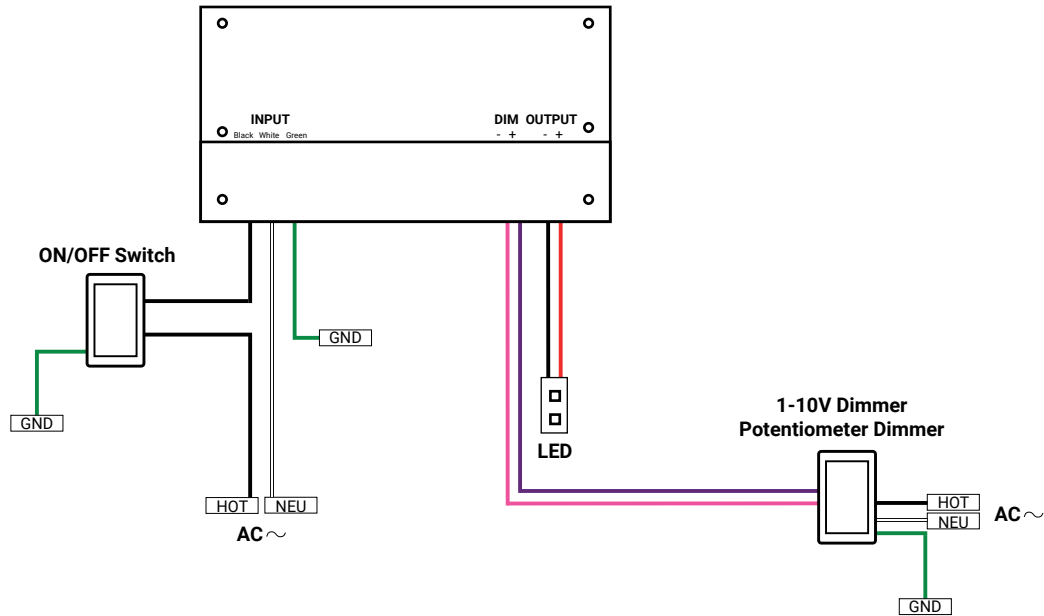 INPUT
Black White Green
DIM OUTPUT
- + - +
ON/OFF Switch
GND
GND
HOT NEU
AC
LED
1-10V Dimmer
Potentiometer Dimmer
HOT
NEU
AC
GND